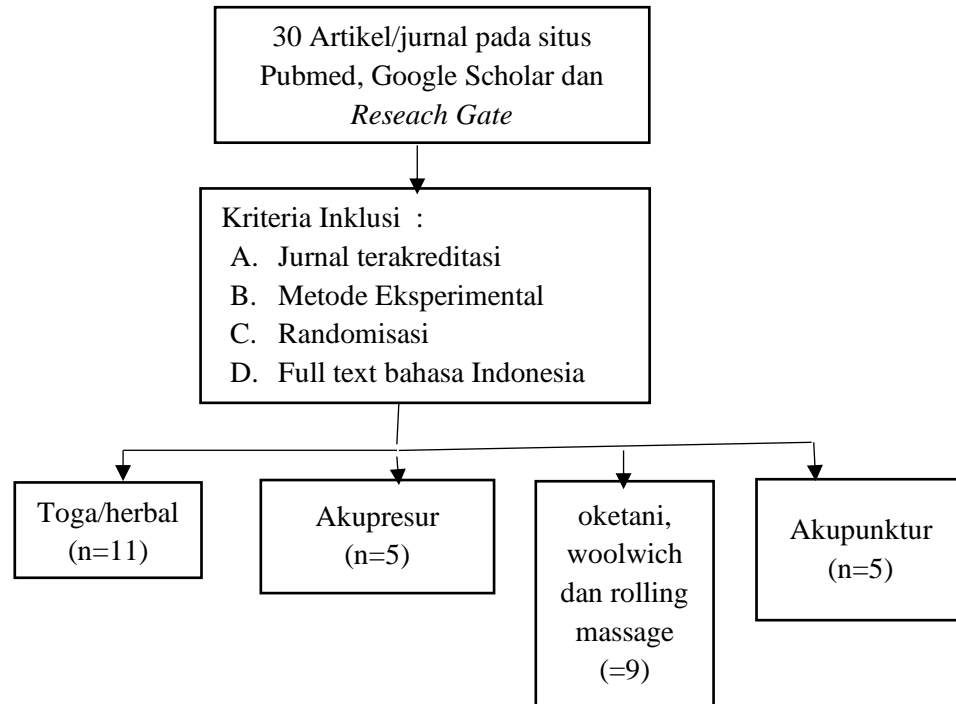 30 Artikel/jurnal pada situs
Pubmed, Google Scholar dan
Reseach Gate
Kriteria Inklusi :
A. Jurnal terakreditasi
B. Metode Eksperimental
C. Randomisasi
D. Full text bahasa Indonesia
Toga/herbal
(n=11)
Akupresur
(n=5)
oketani,
woolwich
dan rolling
massage
(=9)
Akupunktur
(n=5)